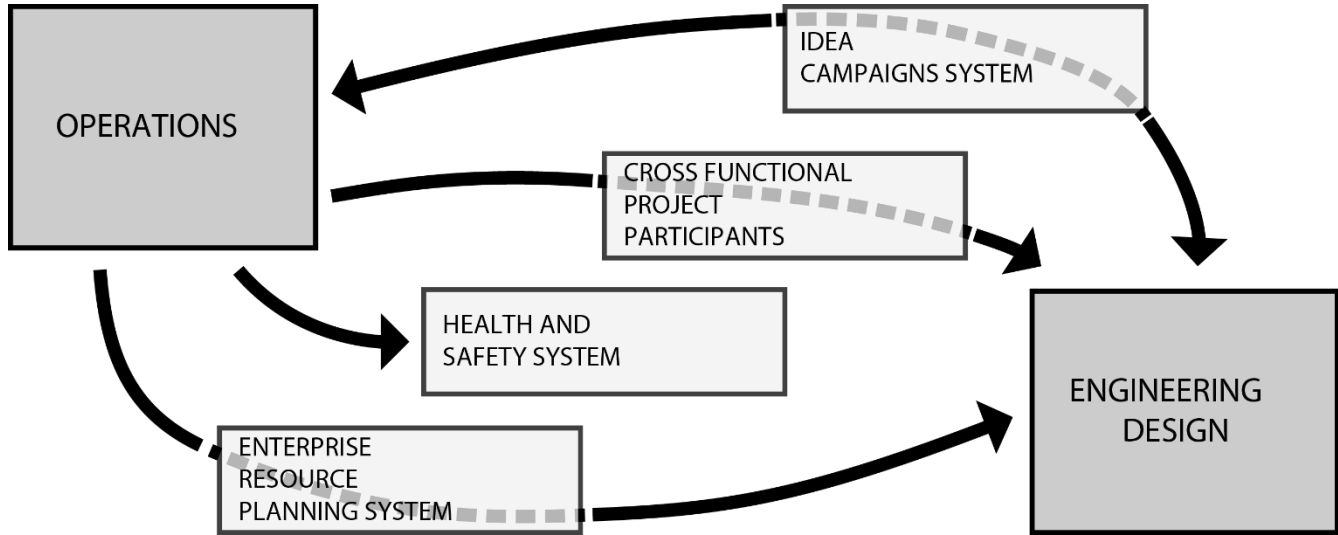 OPERATIONS
IDEA
CAMPAIGNS SYSTEM
CROSS FUNCTIONAL
PROJECT
PARTICIPANTS
HEALTH AND
SAFETY SYSTEM
ENTERPRISE
RESOURCE
PLANNING SYSTEM
ENGINEERING
DESIGN